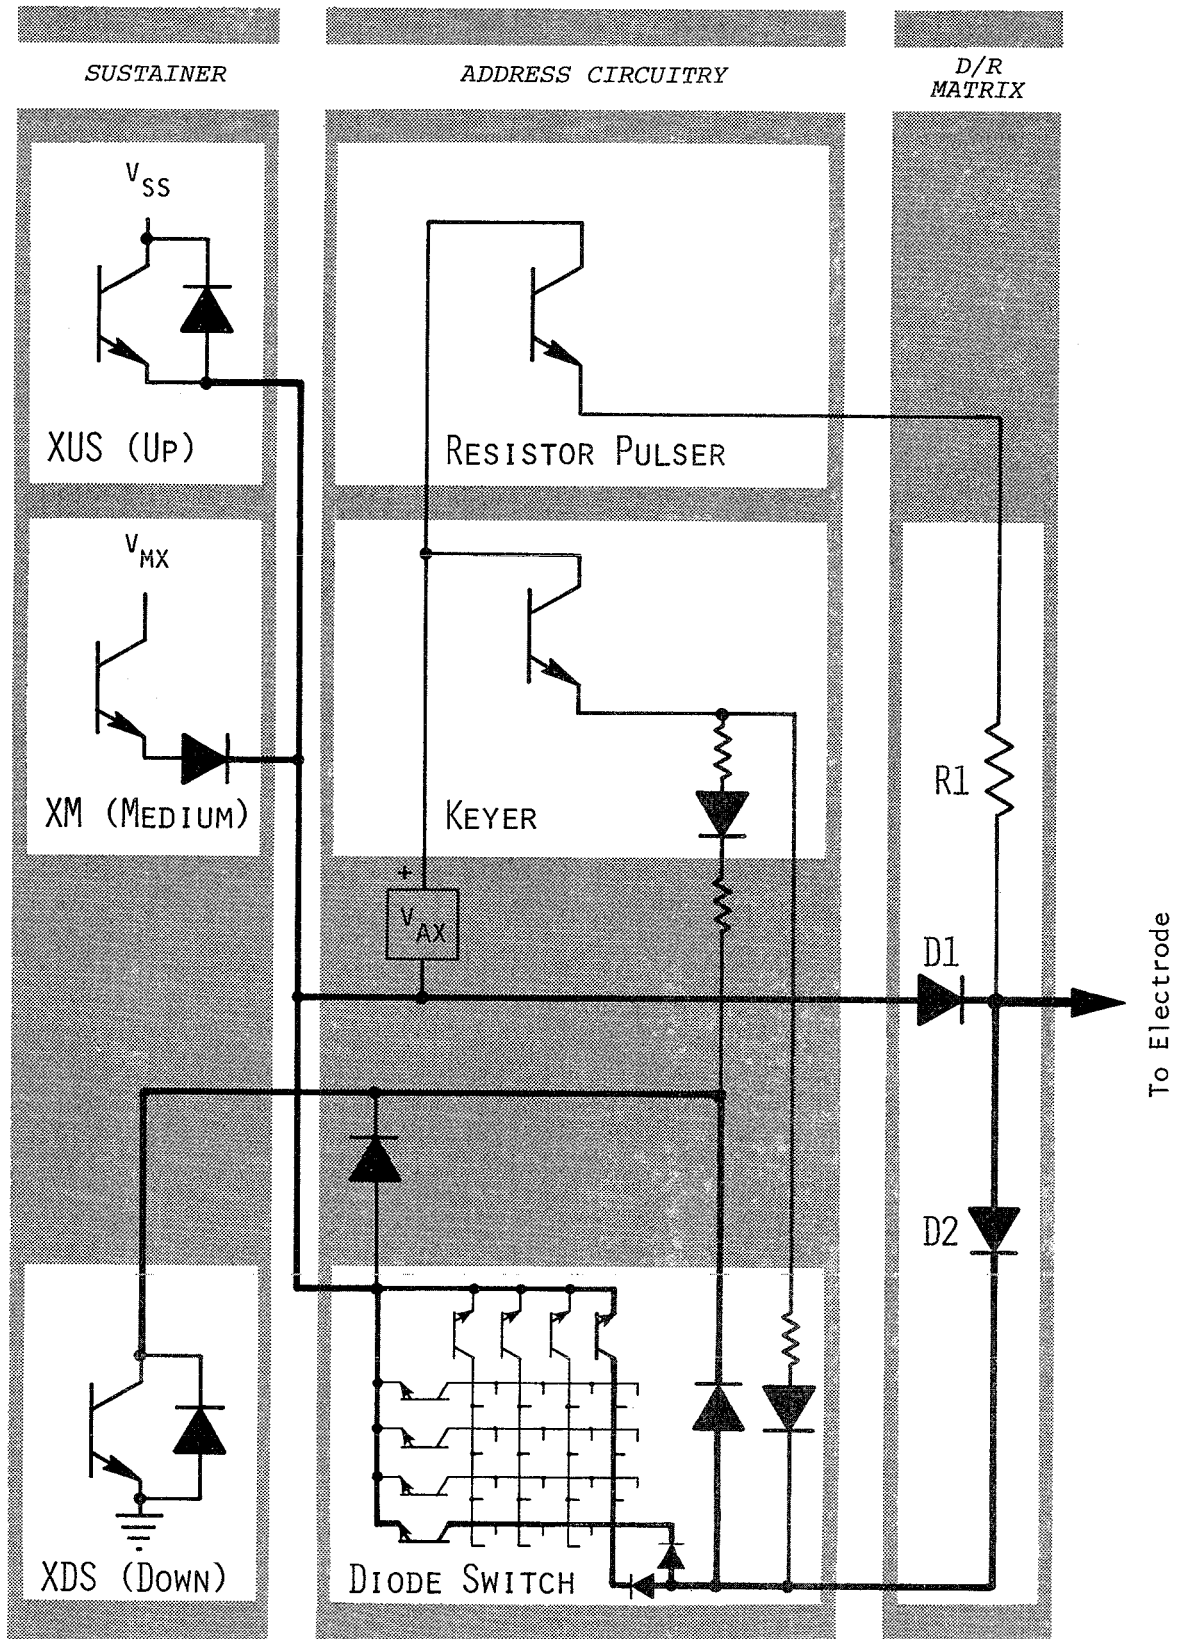 SUSTAINER
ADDRESS CIRCUITRY
D/R
MATRIX
VSS
XUS (UP)
RESISTOR PULSER
VMX
XM (MEDIUM)
KEYER
R1
+
VAX
D1
To Electrode
D2
XDS (DOWN)
DIODE SWITCH